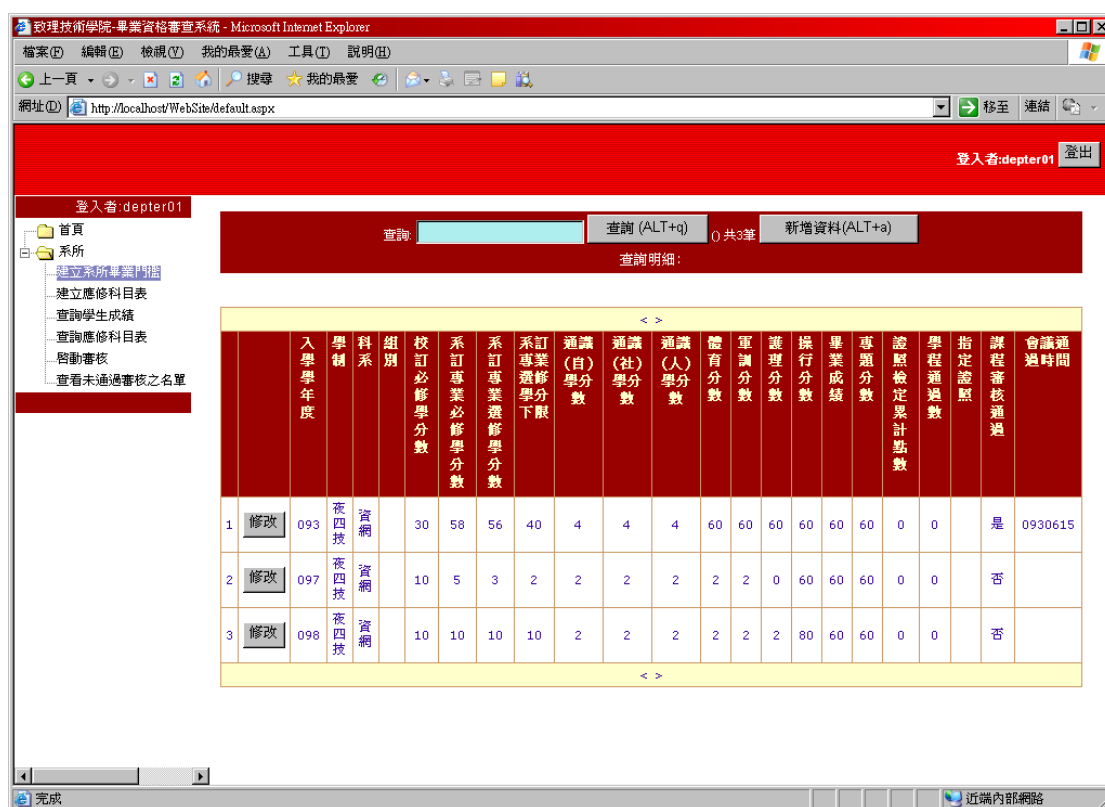 致理技術學院-畢業資格審查系統 - Microsoft Internet Explorer
檔案(F) 編輯(E) 檢視(V) 我的最愛(A) 工具(T) 說明(H)
上一頁 搜尋 我的最愛
網址(D) http://localhost/WebSite/default.aspx 移至 連結
登入者:depter01 登出
登入者:depter01
首頁
系所
建立系所畢業門檻
建立應修科目表
查詢學生成績
查詢應修科目表
啓動審核
查看未通過審核之名單
查詢: 查詢 (ALT+q) () 共3筆 新增資料(ALT+a)
查詢明細:
< >
入學學年度 學制 科系 組別 校訂必修學分數 系訂專業必修學分數 系訂專業選修學分數 系訂專業選修學分下限 通識(自)學分數 通識(社)學分數 通識(人)學分數 體育分數 軍訓分數 護理分數 操行分數 畢業成績 專題分數 證照檢定累計點數 學程通過數 指定證照 課程審核通過 會議通過時間
1 修改 093 夜四技 資網 30 58 56 40 4 4 4 60 60 60 60 60 60 0 0 是 0930615
2 修改 097 夜四技 資網 10 5 3 2 2 2 2 2 2 0 60 60 60 0 0 否
3 修改 098 夜四技 資網 10 10 10 10 2 2 2 2 2 2 80 60 60 0 0 否
< >
完成 近端內部網路